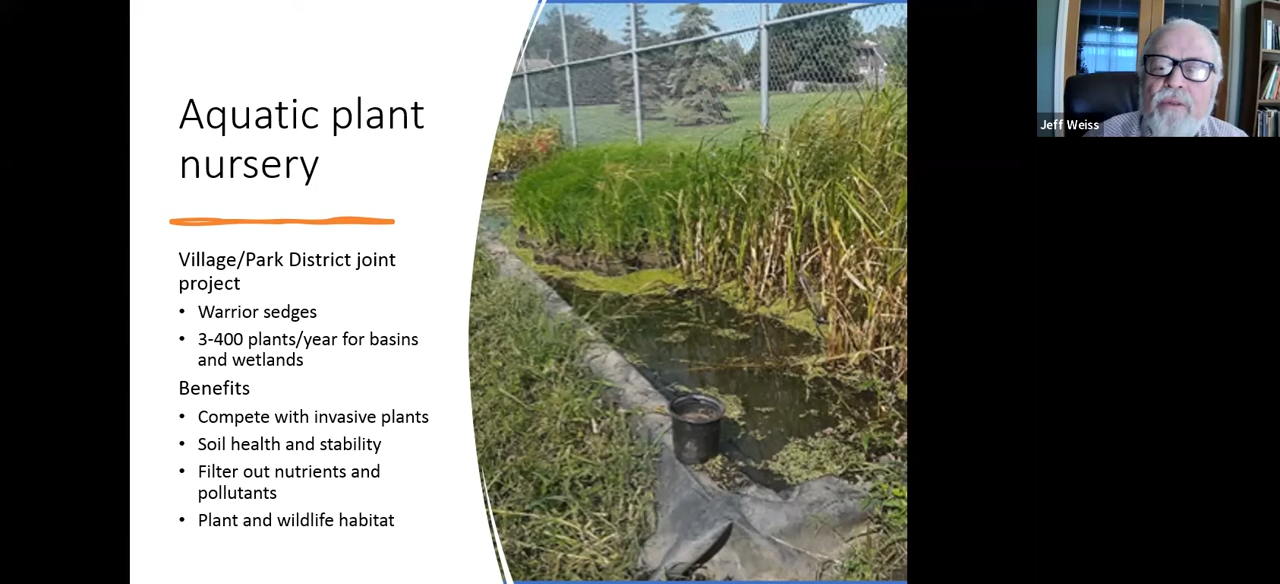 Aquatic plant
nursery
Village/Park District joint
project
• Warrior sedges
• 3-400 plants/year for basins
and wetlands
Benefits
• Compete with invasive plants
• Soil health and stability
• Filter out nutrients and
pollutants
• Plant and wildlife habitat
Jeff Weiss